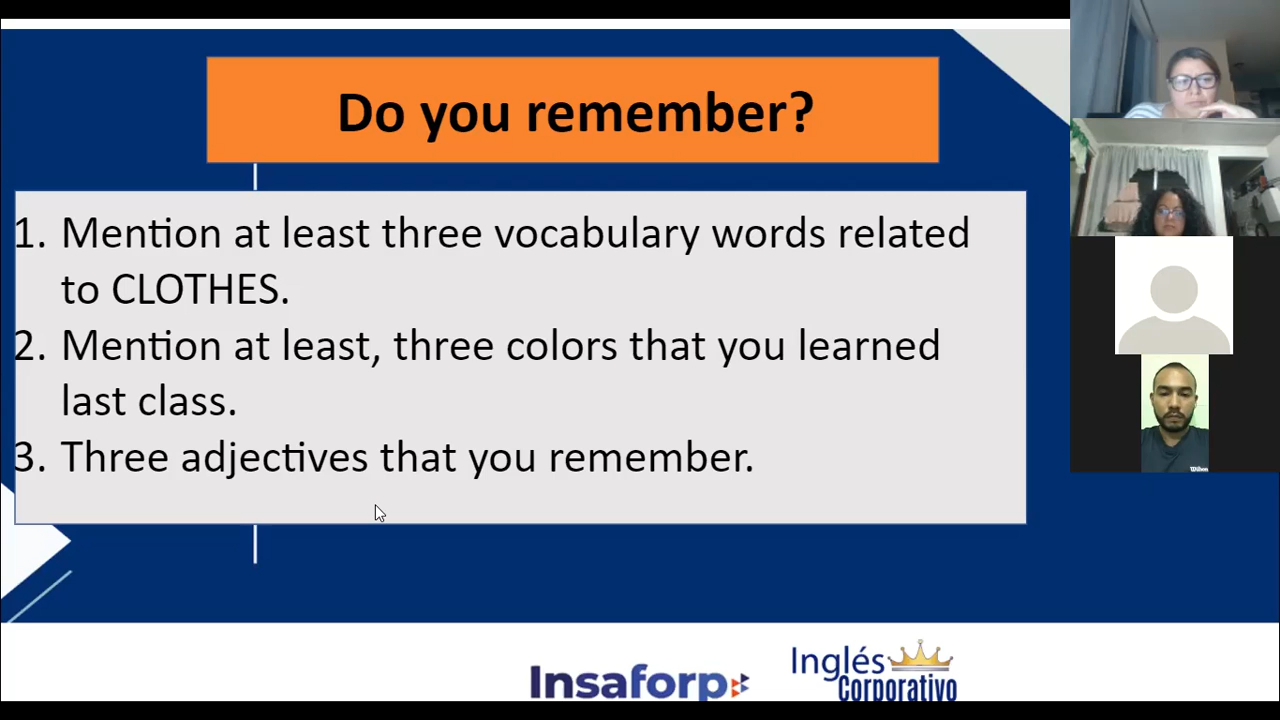 Do you remember?
1. Mention at least three vocabulary words related
to CLOTHES.
2. Mention at least, three colors that you learned
last class.
3. Three adjectives that you remember.
Insaforp
Inglés
Corporativo
Wilson